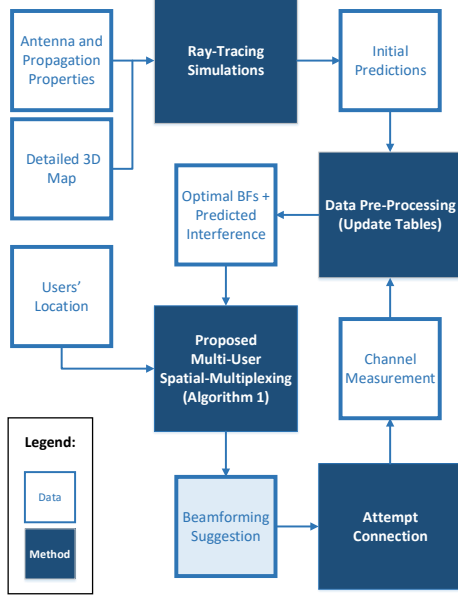 Antenna and
Propagation
Properties
Ray-Tracing
Simulations
Initial
Predictions
Detailed 3D
Map
Optimal BFs +
Predicted
Interference
Data Pre-Processing
(Update Tables)
Users'
Location
Proposed
Multi-User
Spatial-Multiplexing
(Algorithm 1)
Channel
Measurement
Legend:
Data
Method
Beamforming
Suggestion
Attempt
Connection